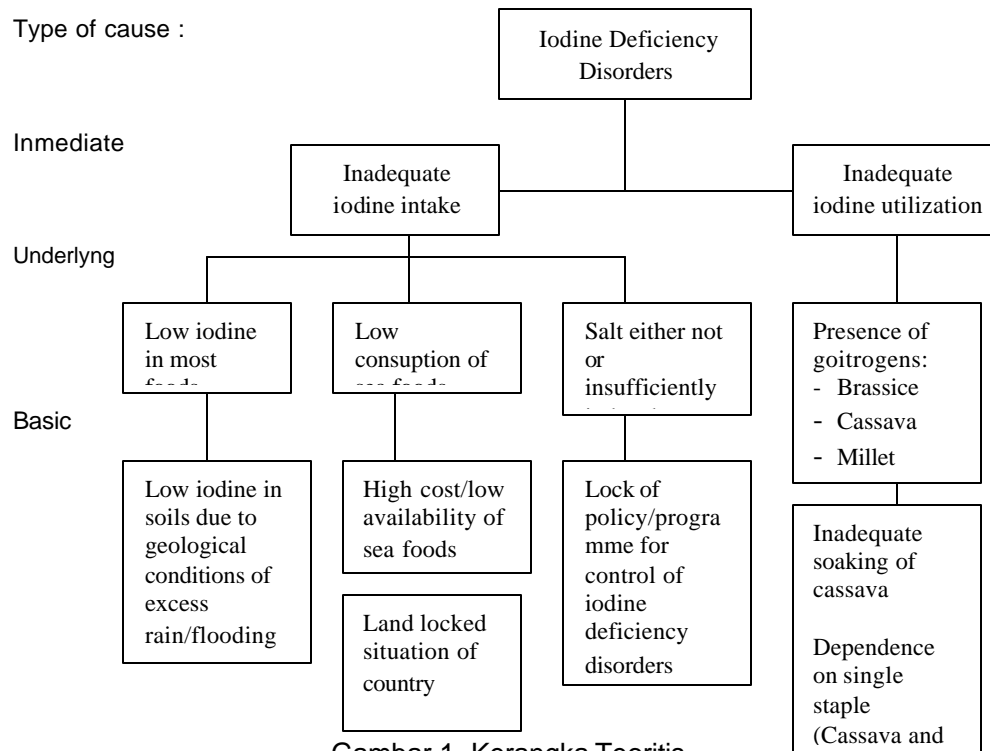 Type of cause :
Iodine Deficiency
Disorders
Inmediate
Inadequate
iodine intake
Inadequate
iodine utilization
Underlyng
Low iodine
in most
foods
Low
consuption of
sea foods
Salt either not
or
insufficiently
Presence of
goitrogens:
- Brassice
- Cassava
- Millet
Basic
Low iodine in
soils due to
geological
conditions of
excess
rain/flooding
High cost/low
availability of
sea foods
Land locked
situation of
country
Lock of
policy/progra
mme for
control of
iodine
deficiency
disorders
Inadequate
soaking of
cassava
Dependence
on single
staple
(Cassava and
Gambar 1. Kerangka Teoritis